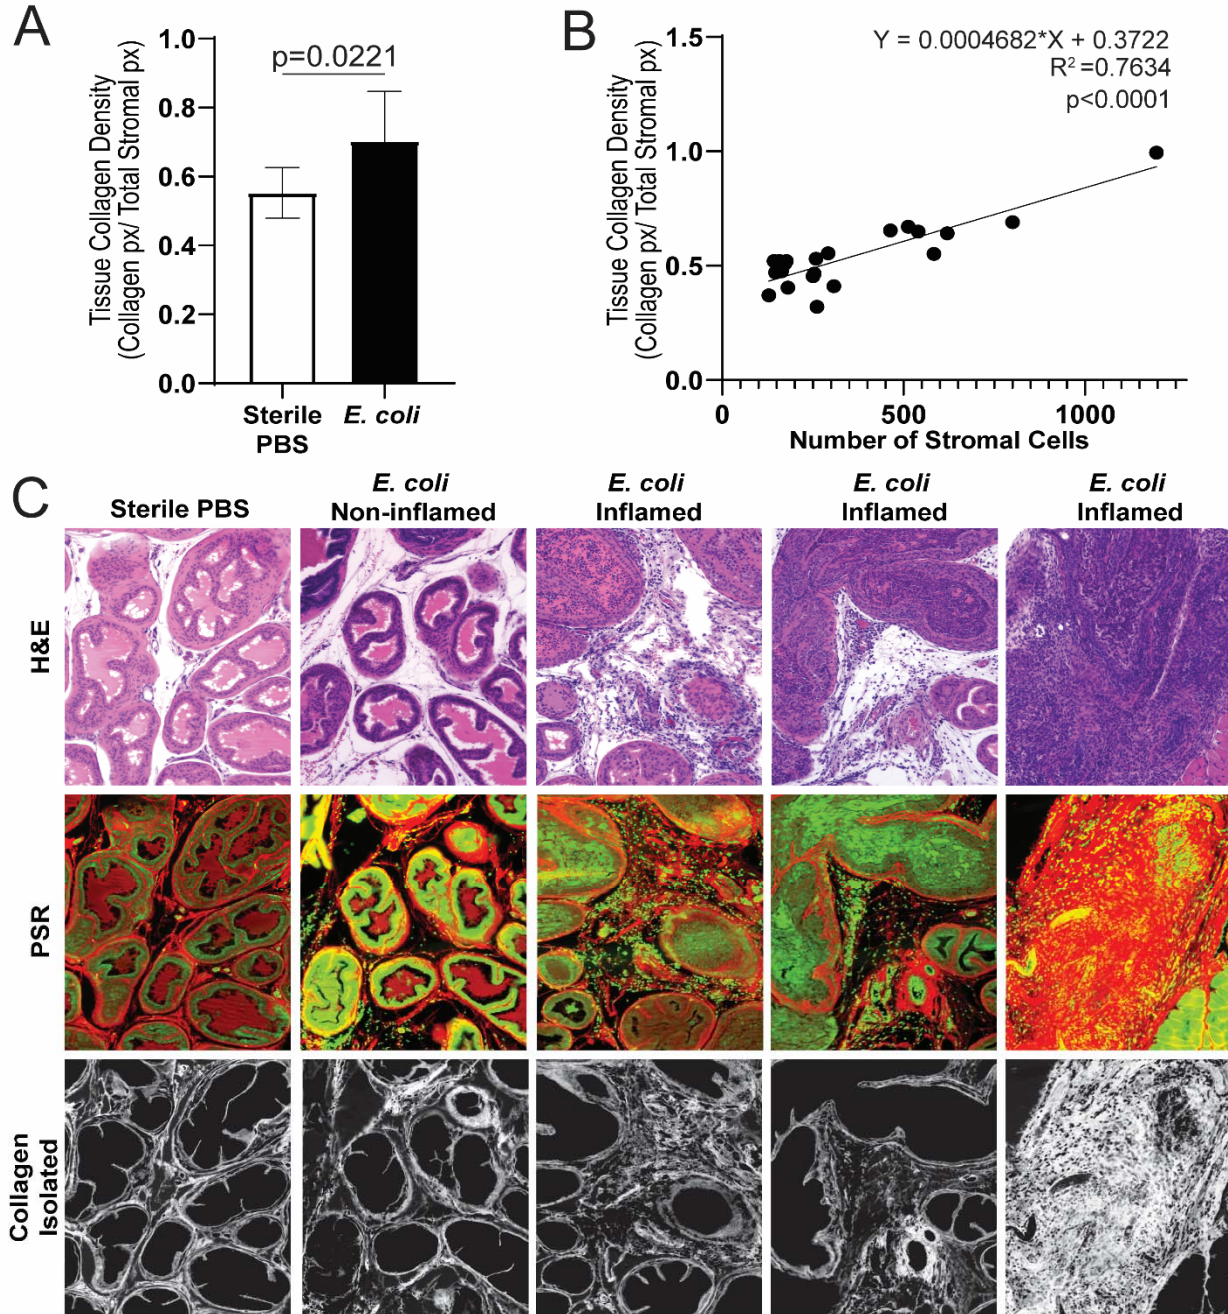 A
Tissue Collagen Density
(Collagen px/ Total Stromal px)
1.0
0.8
0.6
0.4
0.2
0.0
p=0.0221
Sterile
PBS
E. coli
B
Tissue Collagen Density
(Collagen px/ Total Stromal px)
1.5
1.0
0.5
0.0
Y = 0.0004682*X + 0.3722
R² =0.7634
p<0.0001
0
500
1000
Number of Stromal Cells
C
Sterile PBS
E. coli
Non-inflamed
E. coli
Inflamed
E. coli
Inflamed
E. coli
Inflamed
H&E
PSR
Collagen
Isolated